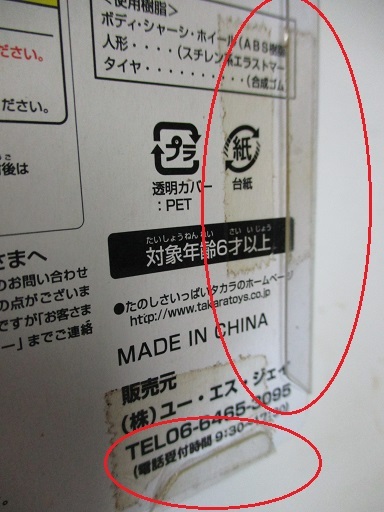 <使用樹脂>
ボディ・シャーシ・ホイール(ABS樹脂
人形・・・・(スチレン系エラストマー
タイヤ・・・・・・・・・・(合成ゴム
ください。
後は
プラ
透明カバー
:PET
紙
台紙
たいしょうねんれい さいいじょう
対象年齢6才以上
●たのしさいっぱいタカラホームページ
http://www.takaratoys.co.jp
MADE IN CHINA
さまへ
のお問い合わせ
の点がございま
ですが「お客さま
ー」までご連絡
販売元
(株)ユー・エス・ジェイ
TEL06-6465-3095
(電話受付時間 9:30~17:30)